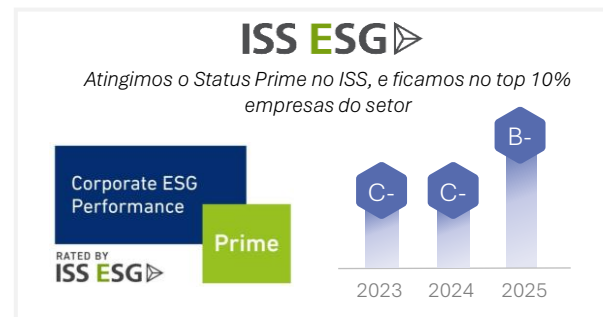 ISS ESG
Atingimos o Status Prime no ISS, e ficamos no top 10%
empresas do setor
Corporate ESG
Performance
Prime
RATED BY
ISS ESG
C-
C-
B-
2023
2024
2025